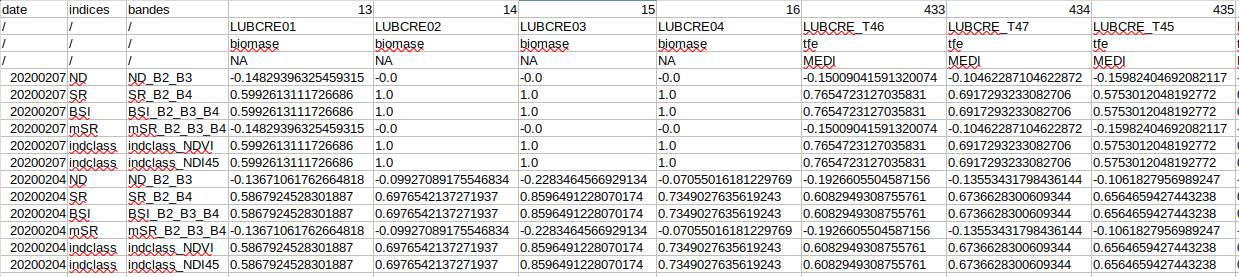 date indices bandes 13 14 15 16 433 434 435
/ / / LUBCRE01 LUBCRE02 LUBCRE03 LUBCRE04 LUBCRE_T46 LUBCRE_T47 LUBCRE_T45
/ / / biomase biomase biomase biomase tfe tfe tfe
/ / / NA NA NA NA MEDI MEDI MEDI
20200207 ND ND_B2_B3 -0.14829396325459315 -0.0 -0.0 -0.0 -0.15009041591320074 -0.10462287104622872 -0.15982404692082117
20200207 SR SR_B2_B4 0.5992613111726686 1.0 1.0 1.0 0.7654723127035831 0.6917293233082706 0.5753012048192772
20200207 BSI BSI_B2_B3_B4 0.5992613111726686 1.0 1.0 1.0 0.7654723127035831 0.6917293233082706 0.5753012048192772
20200207 mSR mSR_B2_B3_B4 -0.14829396325459315 -0.0 -0.0 -0.0 -0.15009041591320074 -0.10462287104622872 -0.15982404692082117
20200207 indclass indclass_NDVI 0.5992613111726686 1.0 1.0 1.0 0.7654723127035831 0.6917293233082706 0.5753012048192772
20200207 indclass indclass_NDI45 0.5992613111726686 1.0 1.0 1.0 0.7654723127035831 0.6917293233082706 0.5753012048192772
20200204 ND ND_B2_B3 -0.13671061762664818 -0.09927089175546834 -0.2283464566929134 -0.07055016181229769 -0.1926605504587156 -0.13553431798436144 -0.1061827956989247
20200204 SR SR_B2_B4 0.5867924528301887 0.6976542137271937 0.8596491228070174 0.7349027635619243 0.6082949308755761 0.6736628300609344 0.6564659427443238
20200204 BSI BSI_B2_B3_B4 0.5867924528301887 0.6976542137271937 0.8596491228070174 0.7349027635619243 0.6082949308755761 0.6736628300609344 0.6564659427443238
20200204 mSR mSR_B2_B3_B4 -0.13671061762664818 -0.09927089175546834 -0.2283464566929134 -0.07055016181229769 -0.1926605504587156 -0.13553431798436144 -0.1061827956989247
20200204 indclass indclass_NDVI 0.5867924528301887 0.6976542137271937 0.8596491228070174 0.7349027635619243 0.6082949308755761 0.6736628300609344 0.6564659427443238
20200204 indclass indclass_NDI45 0.5867924528301887 0.6976542137271937 0.8596491228070174 0.7349027635619243 0.6082949308755761 0.6736628300609344 0.6564659427443238